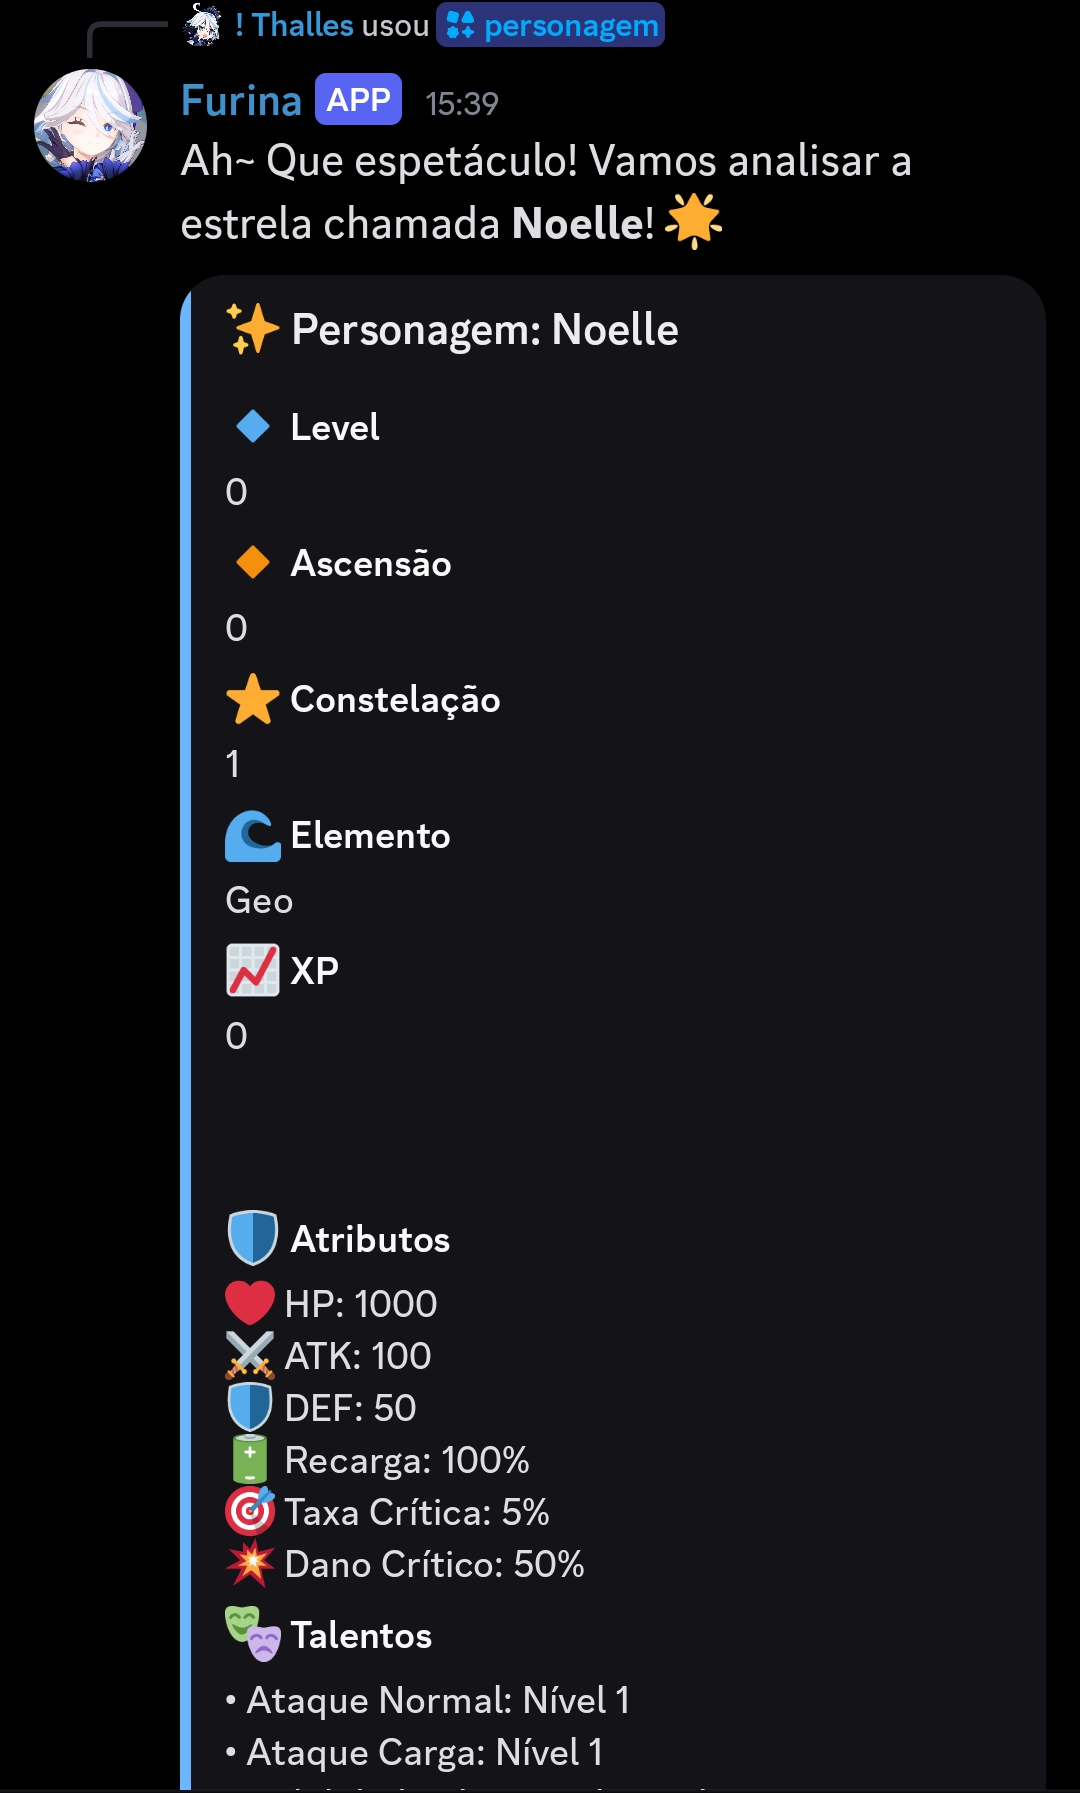 ! Thalles usou personagem
Furina APP 15:39
Ah~ Que espetáculo! Vamos analisar a
estrela chamada Noelle!
Personagem: Noelle
Level
0
Ascensão
0
Constelação
1
Elemento
Geo
XP
0
Atributos
HP: 1000
ATK: 100
DEF: 50
Recarga: 100%
Taxa Crítica: 5%
Dano Crítico: 50%
Talentos
• Ataque Normal: Nível 1
• Ataque Carga: Nível 1